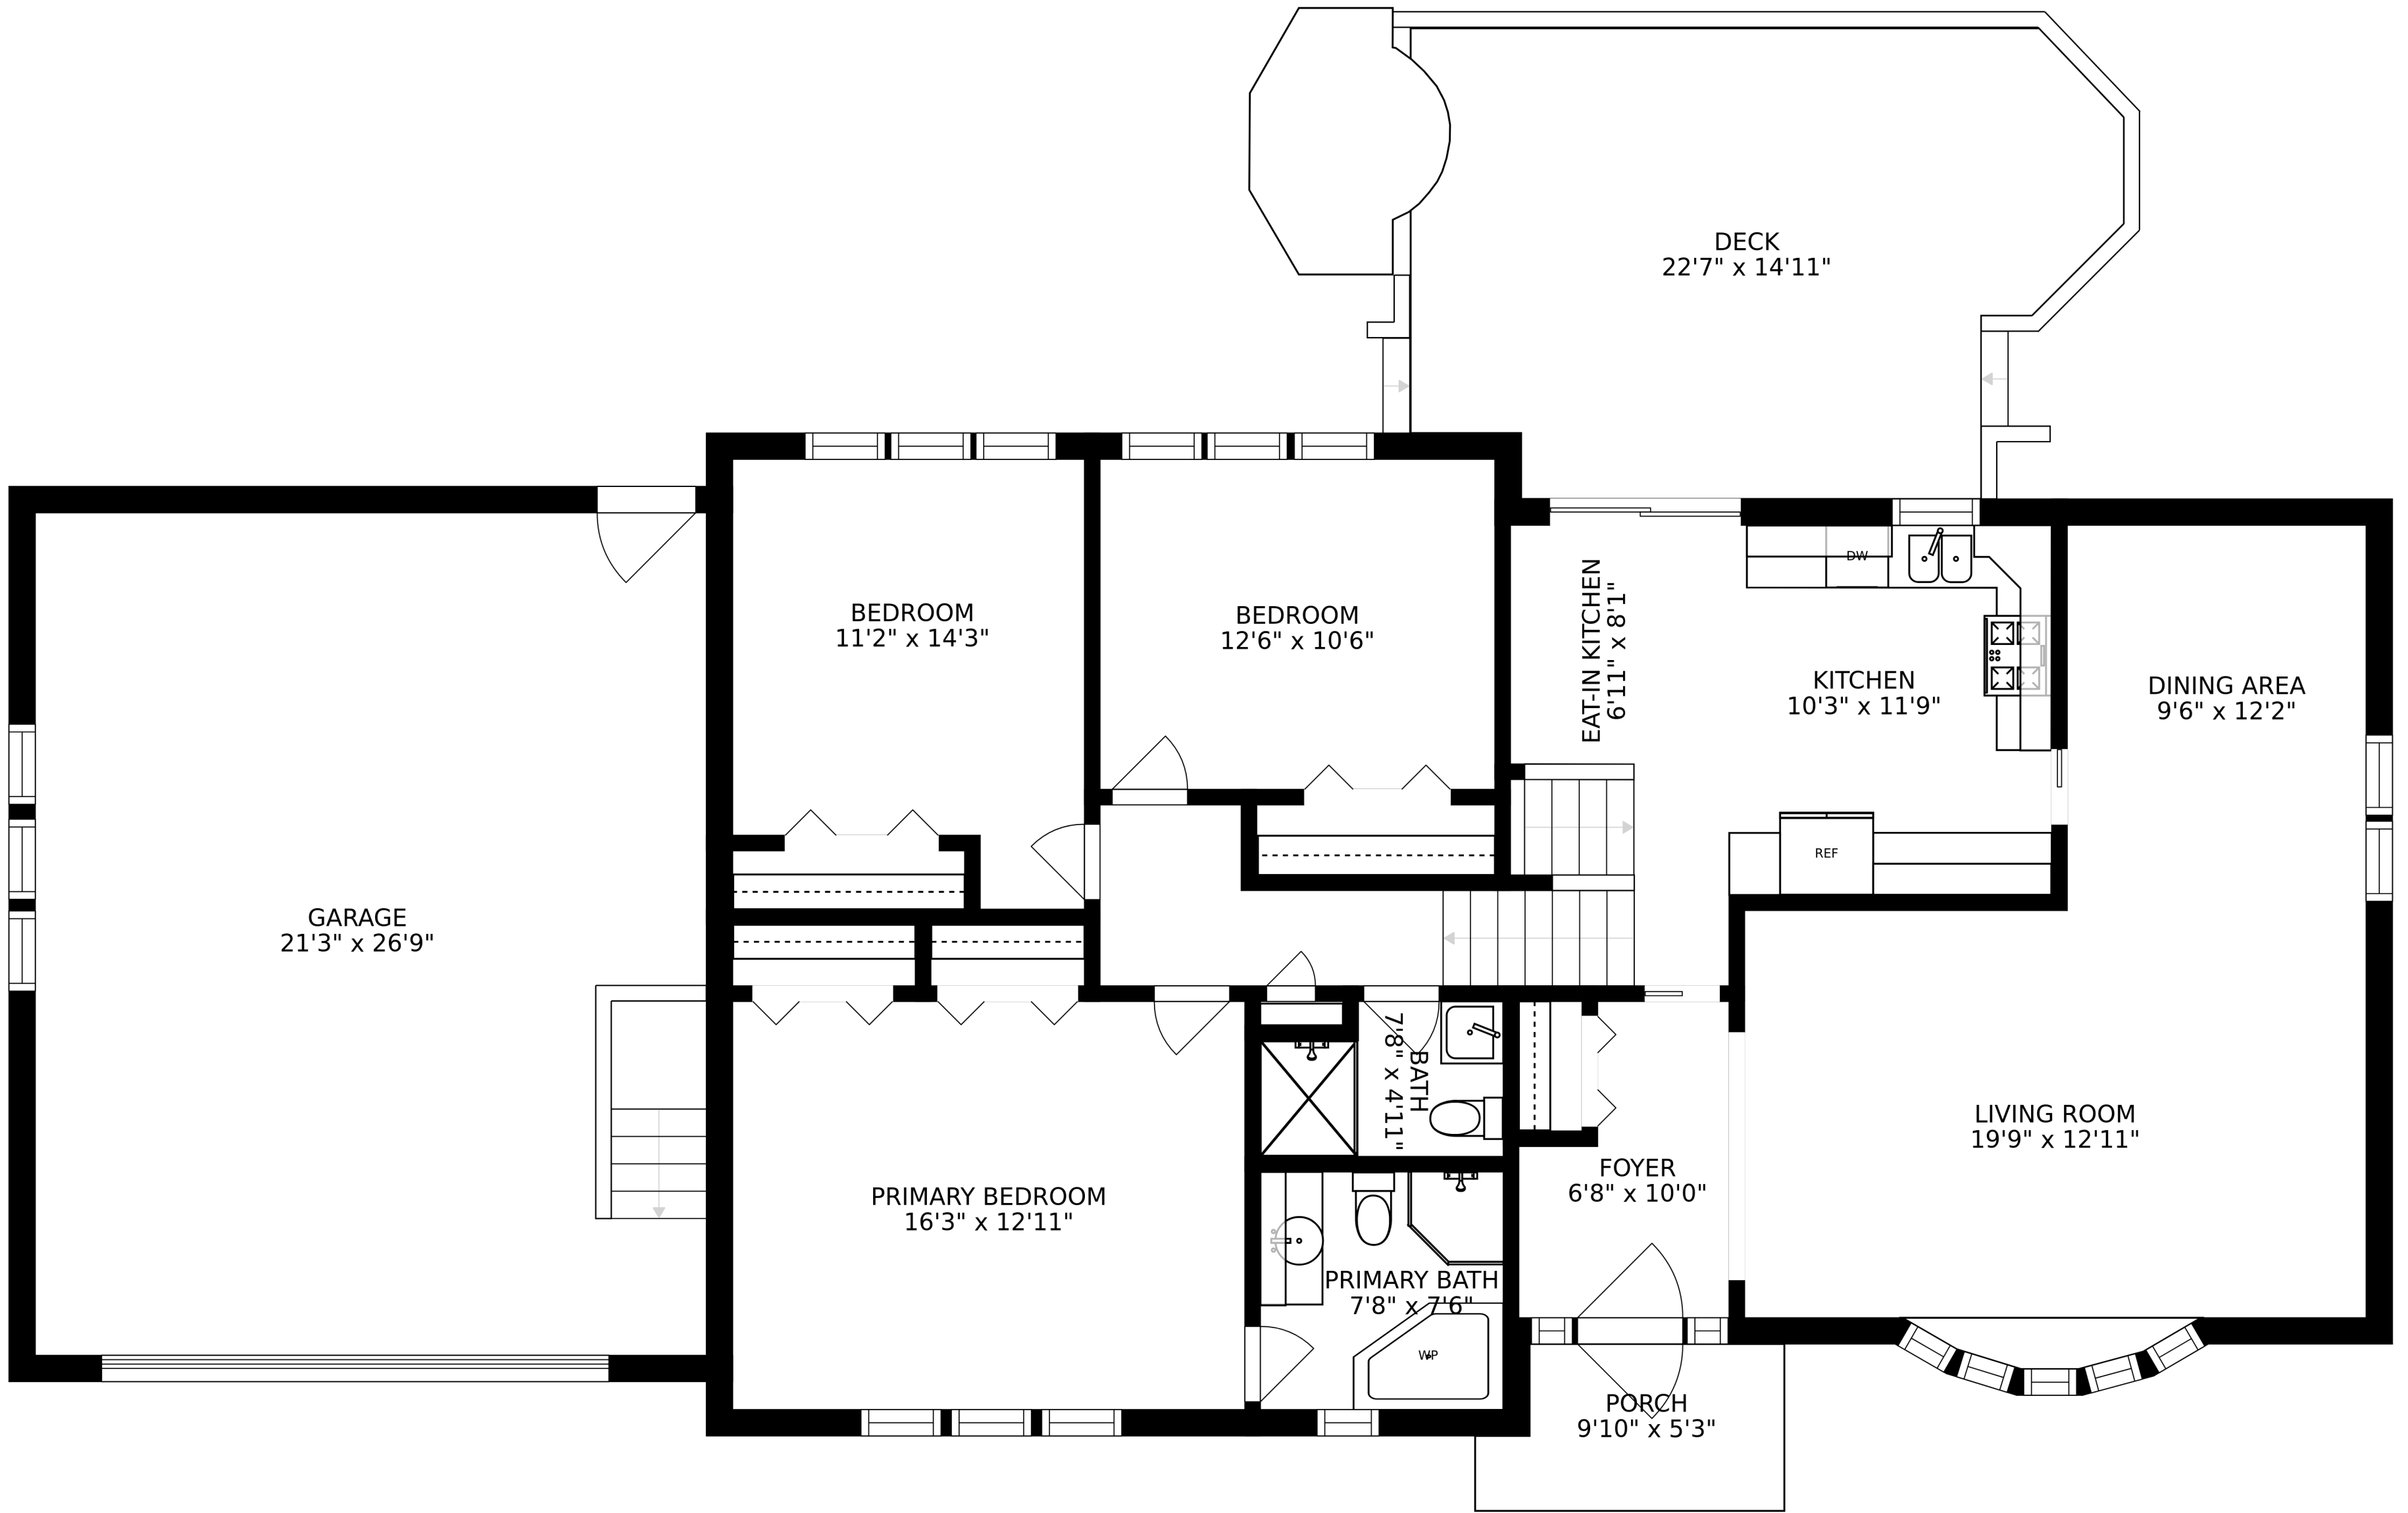 DECK
22'7" x 14'11"
BEDROOM
11'2" x 14'3"
BEDROOM
12'6" x 10'6"
EAT-IN KITCHEN
6'11" x 8'1"
DW
KITCHEN
10'3" x 11'9"
DINING AREA
9'6" x 12'2"
REF
GARAGE
21'3" x 26'9"
BATH
7'8" x 4'11"
LIVING ROOM
19'9" x 12'11"
FOYER
6'8" x 10'0"
PRIMARY BEDROOM
16'3" x 12'11"
PRIMARY BATH
7'8" x 7'6"
WP
PORCH
9'10" x 5'3"